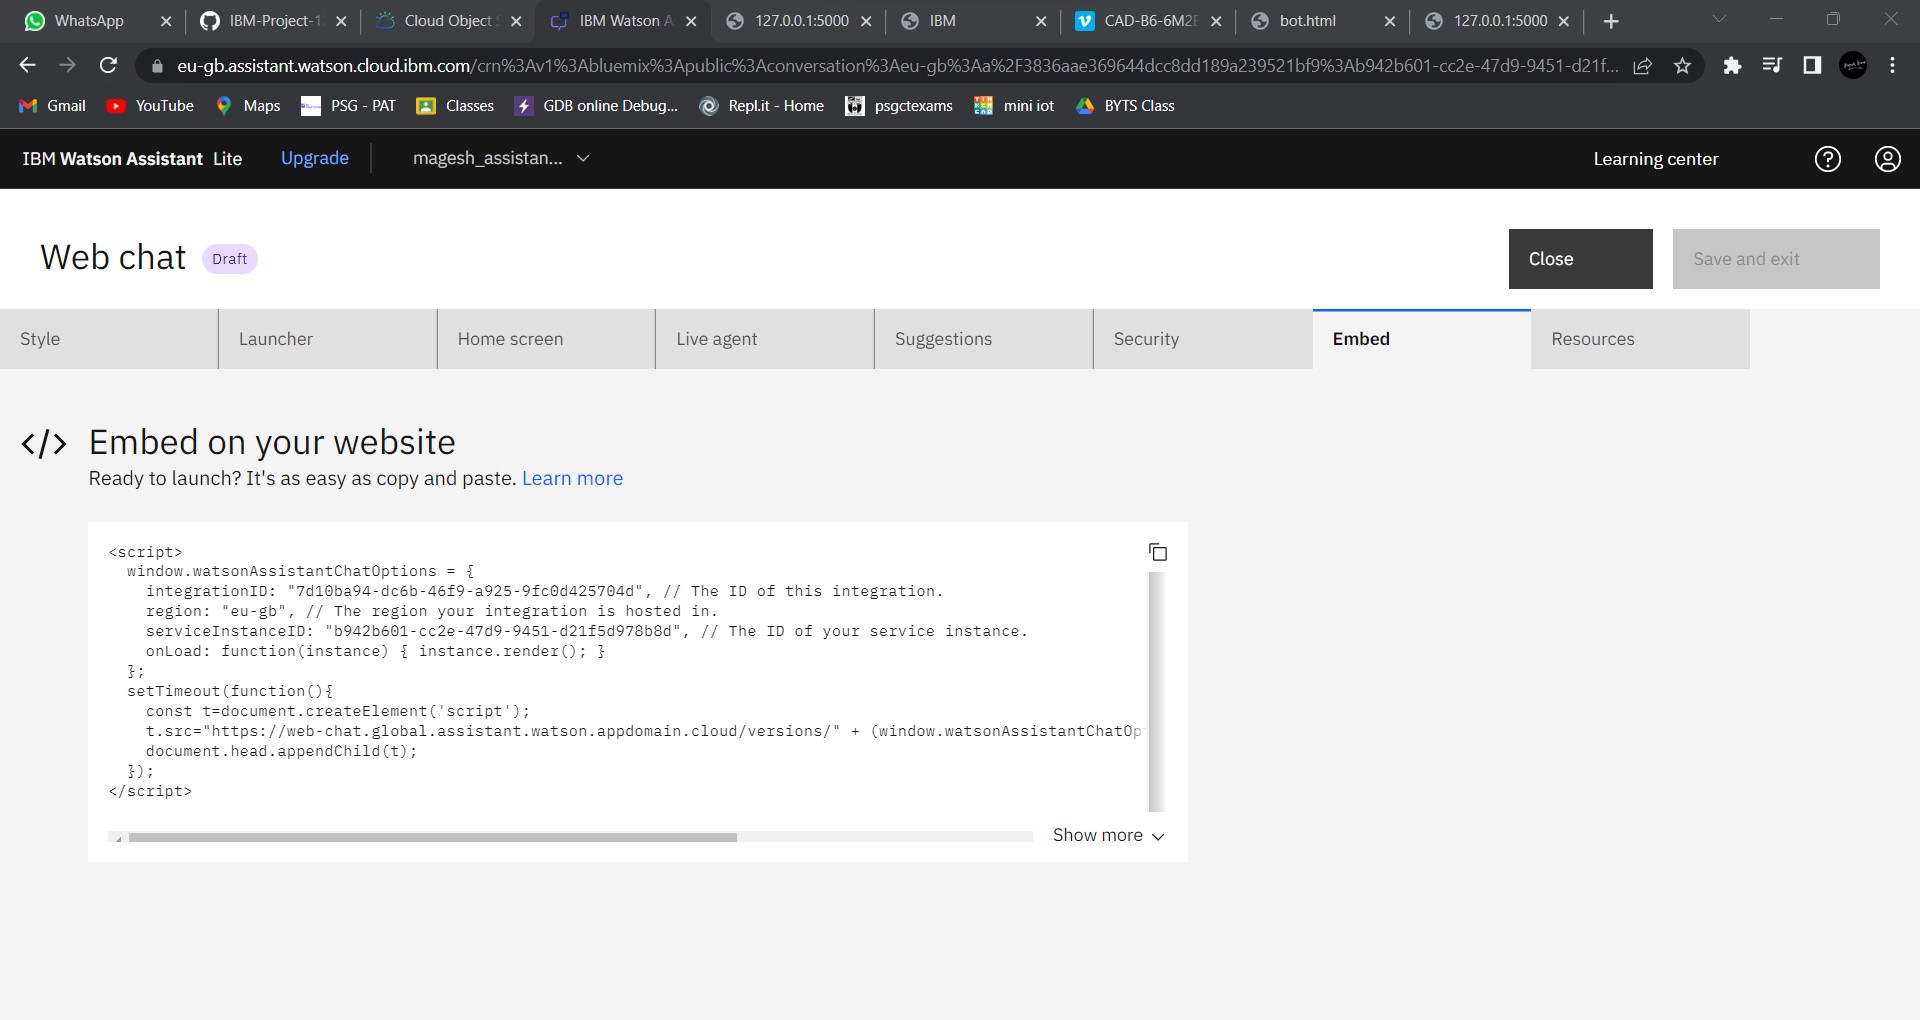 WhatsApp
IBM-Project-1
Cloud Object S
IBM Watson A
127.0.0.1:5000
IBM
CAD-B6-6M2E
bot.html
127.0.0.1:5000
eu-gb.assistant.watson.cloud.ibm.com/crn%3Av1%3Abluemix%3Apublic%3Aconversation%3Aeu-gb%3Aa%2F3836aae369644dcc8dd189a239521bf9%3Ab942b601-cc2e-47d9-9451-d21f...
Gmail
YouTube
Maps
PSG - PAT
Classes
GDB online Debug...
Repl.it - Home
psgctexams
mini iot
BYTS Class
IBM Watson Assistant Lite
Upgrade
magesh_assistan...
Learning center
Web chat
Draft
Close
Save and exit
Style
Launcher
Home screen
Live agent
Suggestions
Security
Embed
Resources
</> Embed on your website
Ready to launch? It's as easy as copy and paste. Learn more
<script>
window.watsonAssistantChatOptions = {
integrationID: "7d10ba94-dc6b-46f9-a925-9fc0d425704d", // The ID of this integration.
region: "eu-gb", // The region your integration is hosted in.
serviceInstanceID: "b942b601-cc2e-47d9-9451-d21f5d978b8d", // The ID of your service instance.
onLoad: function(instance) { instance.render(); }
};
setTimeout(function(){
const t=document.createElement('script');
t.src="https://web-chat.global.assistant.watson.appdomain.cloud/versions/" + (window.watsonAssistantChatOp
document.head.appendChild(t);
});
</script>
Show more